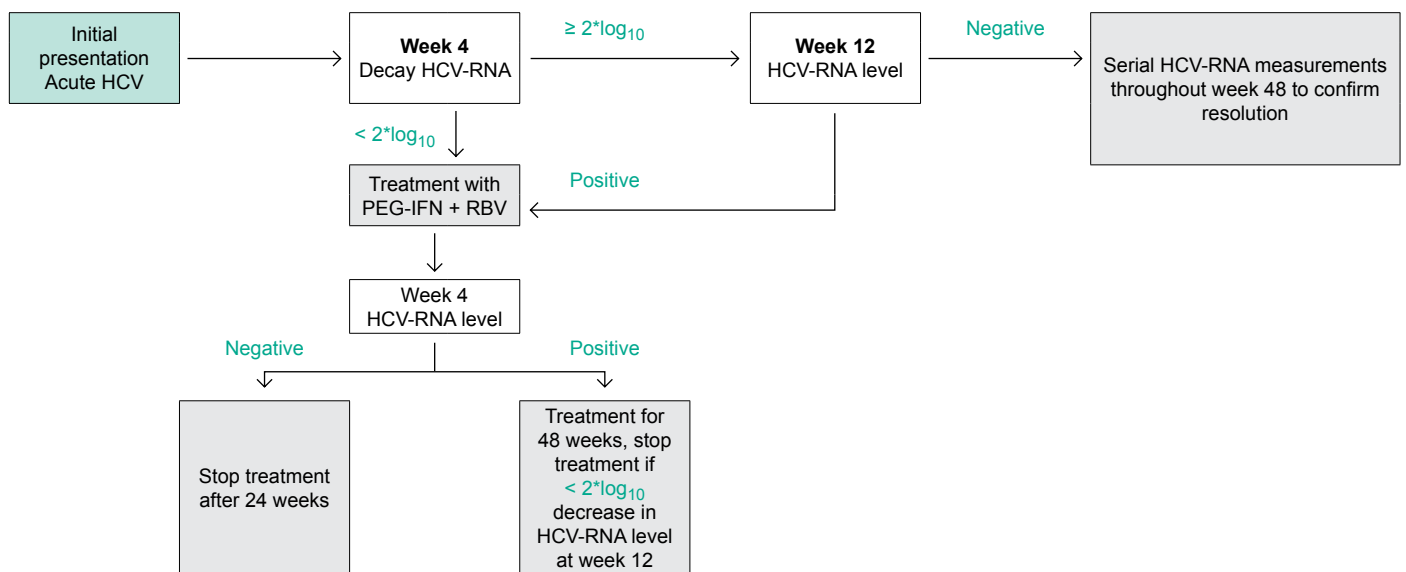 Initial
presentation
Acute HCV
Week 4
Decay HCV-RNA
≥ 2*log10
Week 12
HCV-RNA level
Negative
Serial HCV-RNA measurements
throughout week 48 to confirm
resolution
< 2*log10
Treatment with
PEG-IFN + RBV
Positive
Week 4
HCV-RNA level
Negative
Positive
Stop treatment
after 24 weeks
Treatment for
48 weeks, stop
treatment if
< 2*log10
decrease in
HCV-RNA level
at week 12